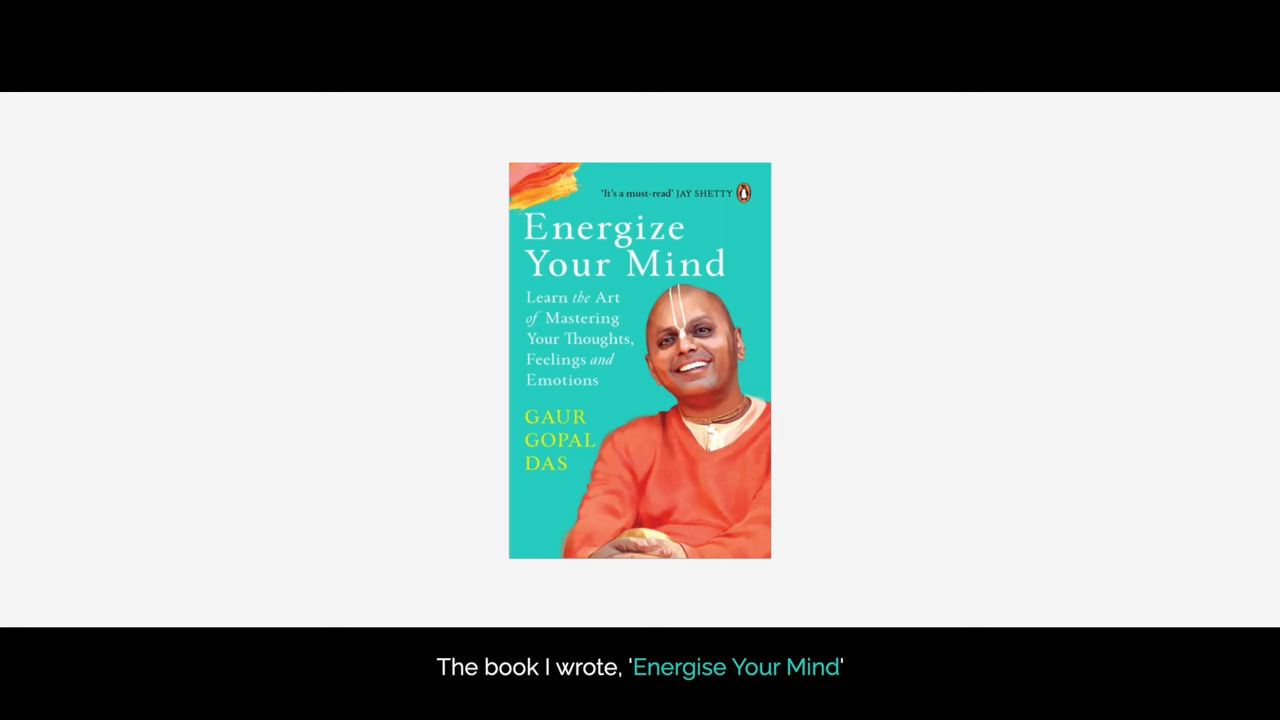 'It's a must-read' JAY SHETTY
Energize
Your Mind
Learn the Art
of Mastering
Your Thoughts,
Feelings and
Emotions
GAUR
GOPAL
DAS
The book I wrote, 'Energise Your Mind'